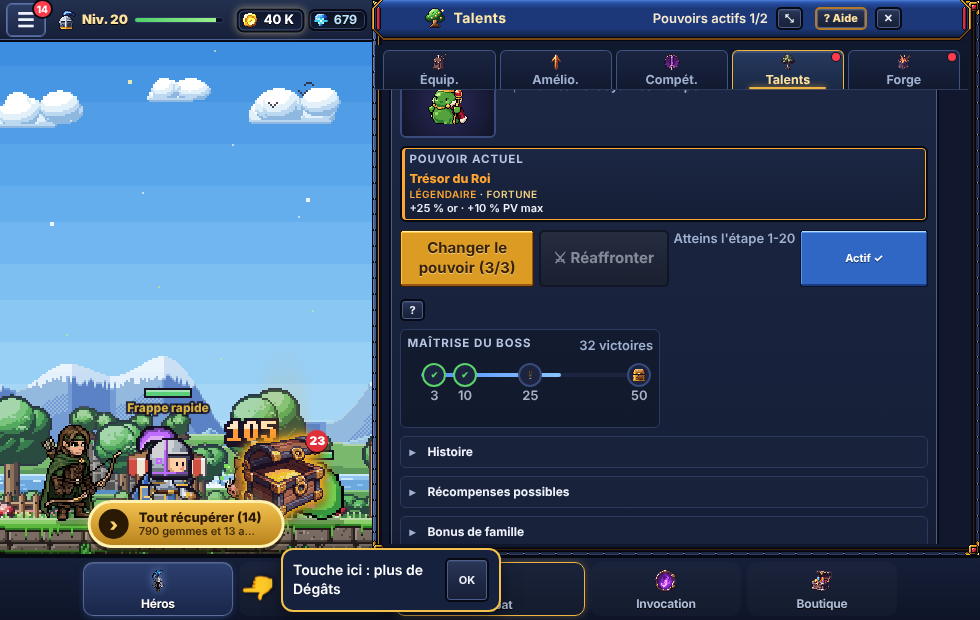 14
Niv. 20
40 K
679
Talents
Pouvoirs actifs 1/2
? Aide
Équip.
Amélio.
Compét.
Talents
Forge
POUVOIR ACTUEL
Trésor du Roi
LÉGENDAIRE · FORTUNE
+25 % or · +10 % PV max
Changer le
pouvoir (3/3)
Réaffronter
Atteins l'étape 1-20
Actif ✓
?
MAÎTRISE DU BOSS
32 victoires
3
10
25
50
Histoire
Récompenses possibles
Bonus de famille
Frappe rapide
105
23
Tout récupérer (14)
790 gemmes et 13 a...
Touche ici : plus de
Dégâts
OK
Héros
Invocation
Boutique